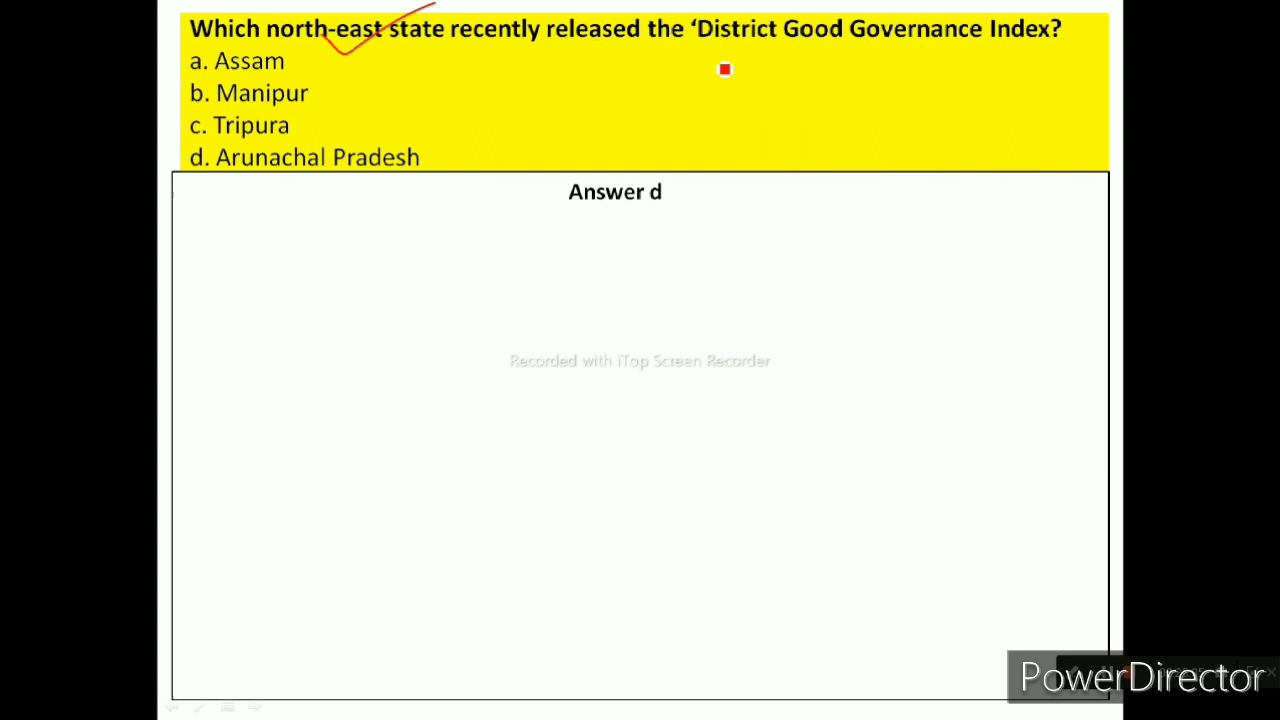 Which north-east state recently released the ‘District Good Governance Index?
a. Assam
b. Manipur
c. Tripura
d. Arunachal Pradesh
Answer d
Recorded with iTop Screen Recorder
PowerDirector